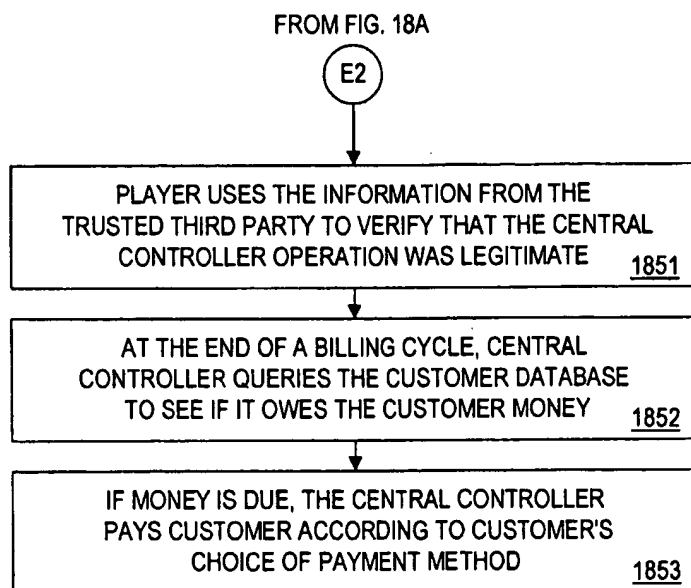 FROM FIG. 18A
E2
PLAYER USES THE INFORMATION FROM THE
TRUSTED THIRD PARTY TO VERIFY THAT THE CENTRAL
CONTROLLER OPERATION WAS LEGITIMATE
1851
AT THE END OF A BILLING CYCLE, CENTRAL
CONTROLLER QUERIES THE CUSTOMER DATABASE
TO SEE IF IT OWES THE CUSTOMER MONEY
1852
IF MONEY IS DUE, THE CENTRAL CONTROLLER
PAYS CUSTOMER ACCORDING TO CUSTOMER'S
CHOICE OF PAYMENT METHOD
1853